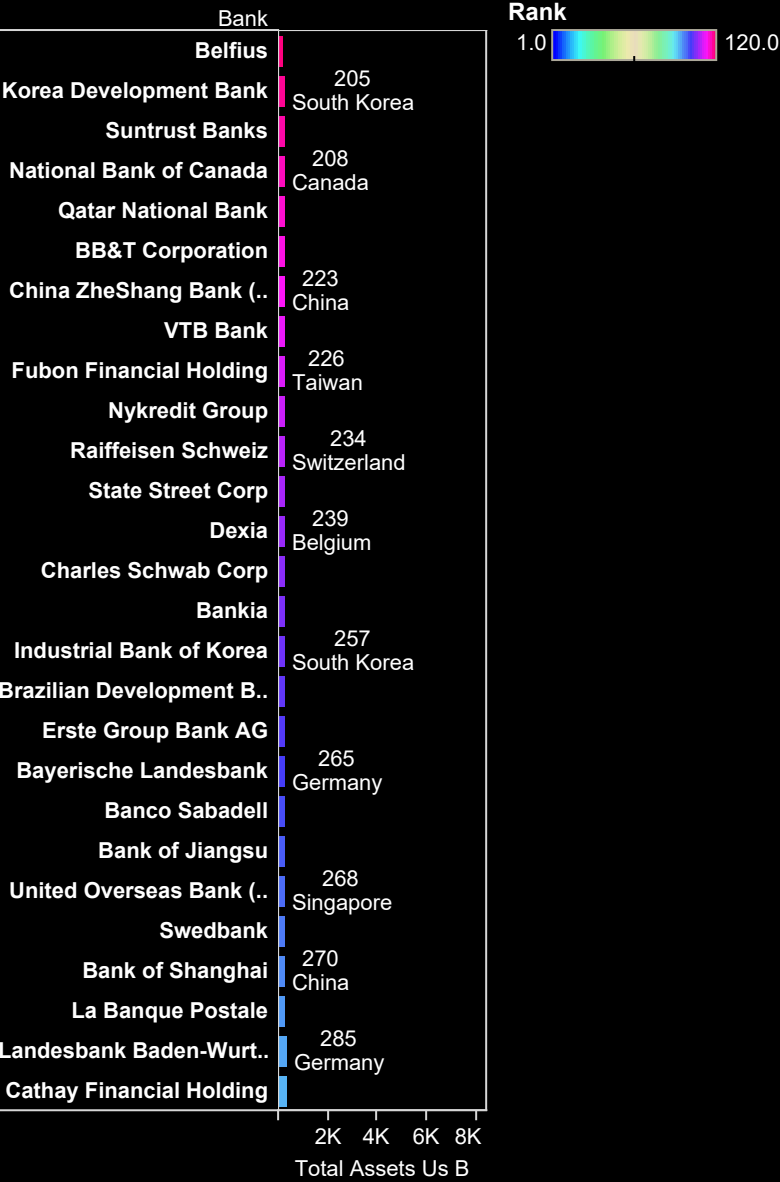 Bank
Rank
1.0
120.0
Belfius
Korea Development Bank
205
South Korea
Suntrust Banks
National Bank of Canada
208
Canada
Qatar National Bank
BB&T Corporation
China ZheShang Bank (..
223
China
VTB Bank
Fubon Financial Holding
226
Taiwan
Nykredit Group
Raiffeisen Schweiz
234
Switzerland
State Street Corp
Dexia
239
Belgium
Charles Schwab Corp
Bankia
Industrial Bank of Korea
257
South Korea
Brazilian Development B..
Erste Group Bank AG
Bayerische Landesbank
265
Germany
Banco Sabadell
Bank of Jiangsu
United Overseas Bank (..
268
Singapore
Swedbank
Bank of Shanghai
270
China
La Banque Postale
Landesbank Baden-Wurt..
285
Germany
Cathay Financial Holding
2K 4K 6K 8K
Total Assets Us B